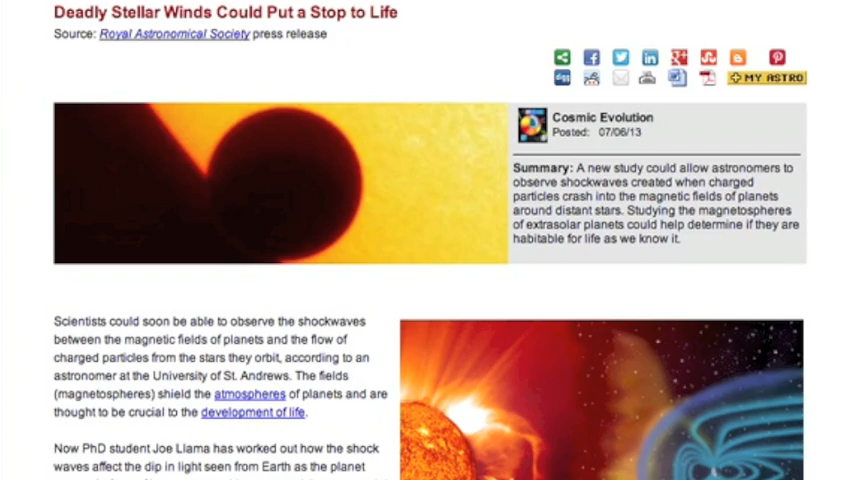 Deadly Stellar Winds Could Put a Stop to Life
Source: Royal Astronomical Society press release
digg
MY ASTRO
Cosmic Evolution
Posted: 07/06/13
Summary: A new study could allow astronomers to
observe shockwaves created when charged
particles crash into the magnetic fields of planets
around distant stars. Studying the magnetospheres
of extrasolar planets could help determine if they are
habitable for life as we know it.
Scientists could soon be able to observe the shockwaves
between the magnetic fields of planets and the flow of
charged particles from the stars they orbit, according to an
astronomer at the University of St. Andrews. The fields
(magnetospheres) shield the atmospheres of planets and are
thought to be crucial to the development of life.
Now PhD student Joe Llama has worked out how the shock
waves affect the dip in light seen from Earth as the planet